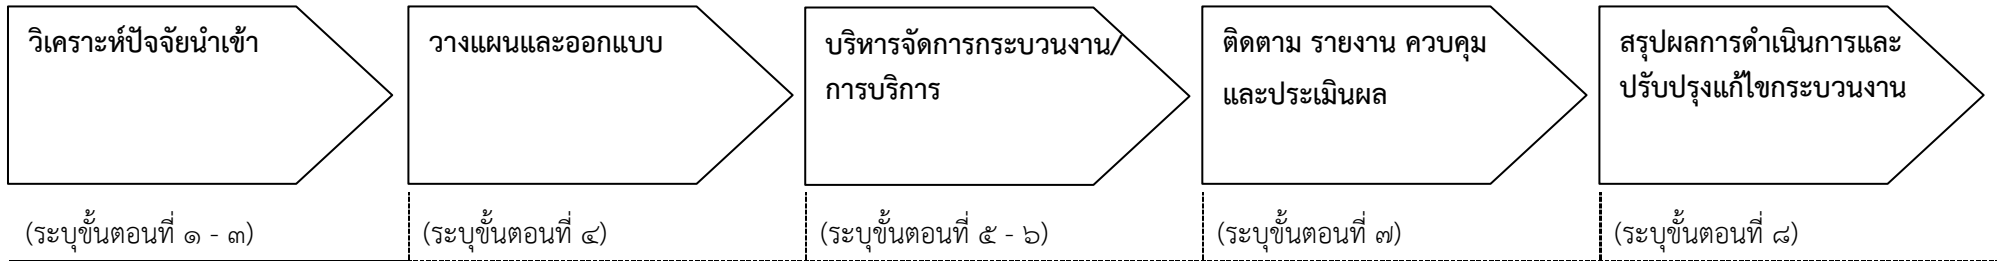 วิเคราะห์ปัจจัยนำเข้า
วางแผนและออกแบบ
บริหารจัดการกระบวนงาน/
การบริการ
ติดตาม รายงาน ควบคุม
และประเมินผล
สรุปผลการดำเนินการและ
ปรับปรุงแก้ไขกระบวนงาน
(ระบุขั้นตอนที่ ๑ - ๓)
(ระบุขั้นตอนที่ ๔)
(ระบุขั้นตอนที่ ๕ - ๖)
(ระบุขั้นตอนที่ ๗)
(ระบุขั้นตอนที่ ๘)